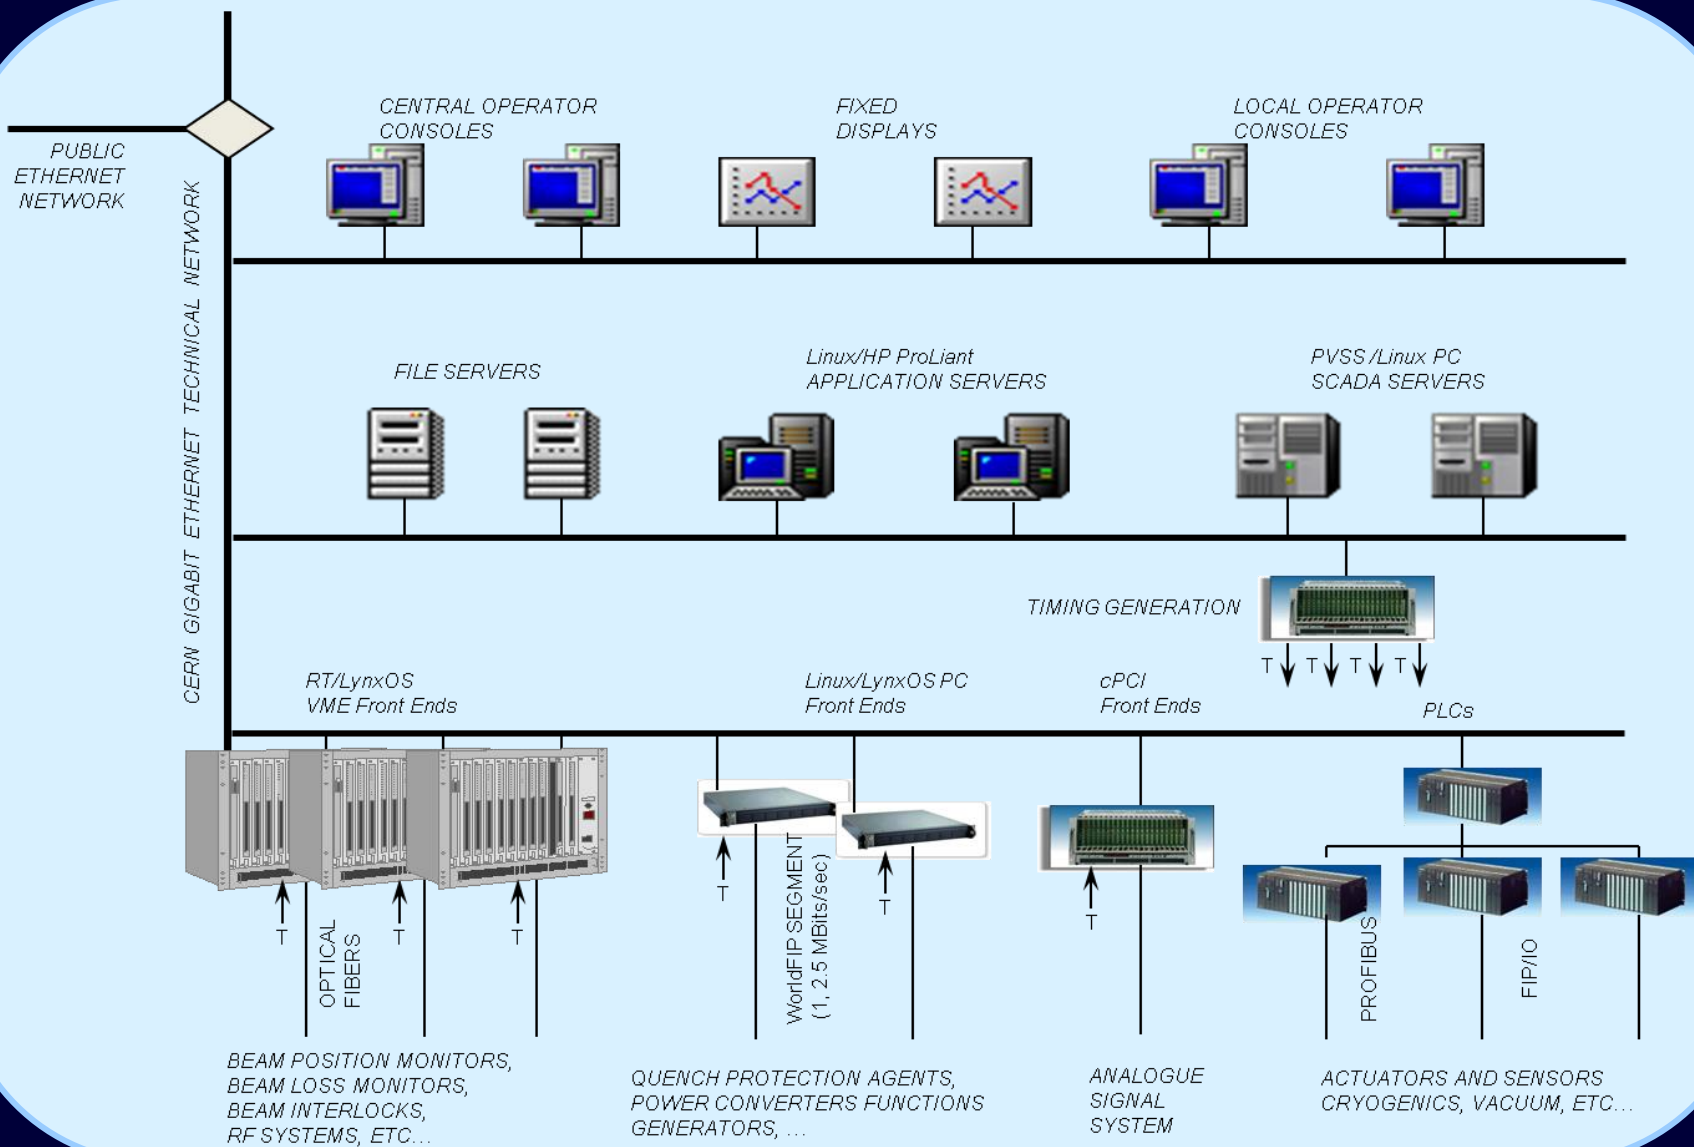 CENTRAL OPERATOR
CONSOLES
FIXED
DISPLAYS
LOCAL OPERATOR
CONSOLES
PUBLIC
ETHERNET
NETWORK
CERN GIGABIT ETHERNET TECHNICAL NETWORK
FILE SERVERS
Linux/HP ProLiant
APPLICATION SERVERS
PVSS /Linux PC
SCADA SERVERS
TIMING GENERATION
T T T T
RT/LynxOS
VME Front Ends
Linux/LynxOS PC
Front Ends
cPCI
Front Ends
PLCs
T
T
T
T
T
T
OPTICAL
FIBERS
WorldFIP SEGMENT
(1, 2.5 MBits/sec)
PROFIBUS
FIP/IO
BEAM POSITION MONITORS,
BEAM LOSS MONITORS,
BEAM INTERLOCKS,
RF SYSTEMS, ETC...
QUENCH PROTECTION AGENTS,
POWER CONVERTERS FUNCTIONS
GENERATORS, ...
ANALOGUE
SIGNAL
SYSTEM
ACTUATORS AND SENSORS
CRYOGENICS, VACUUM, ETC...